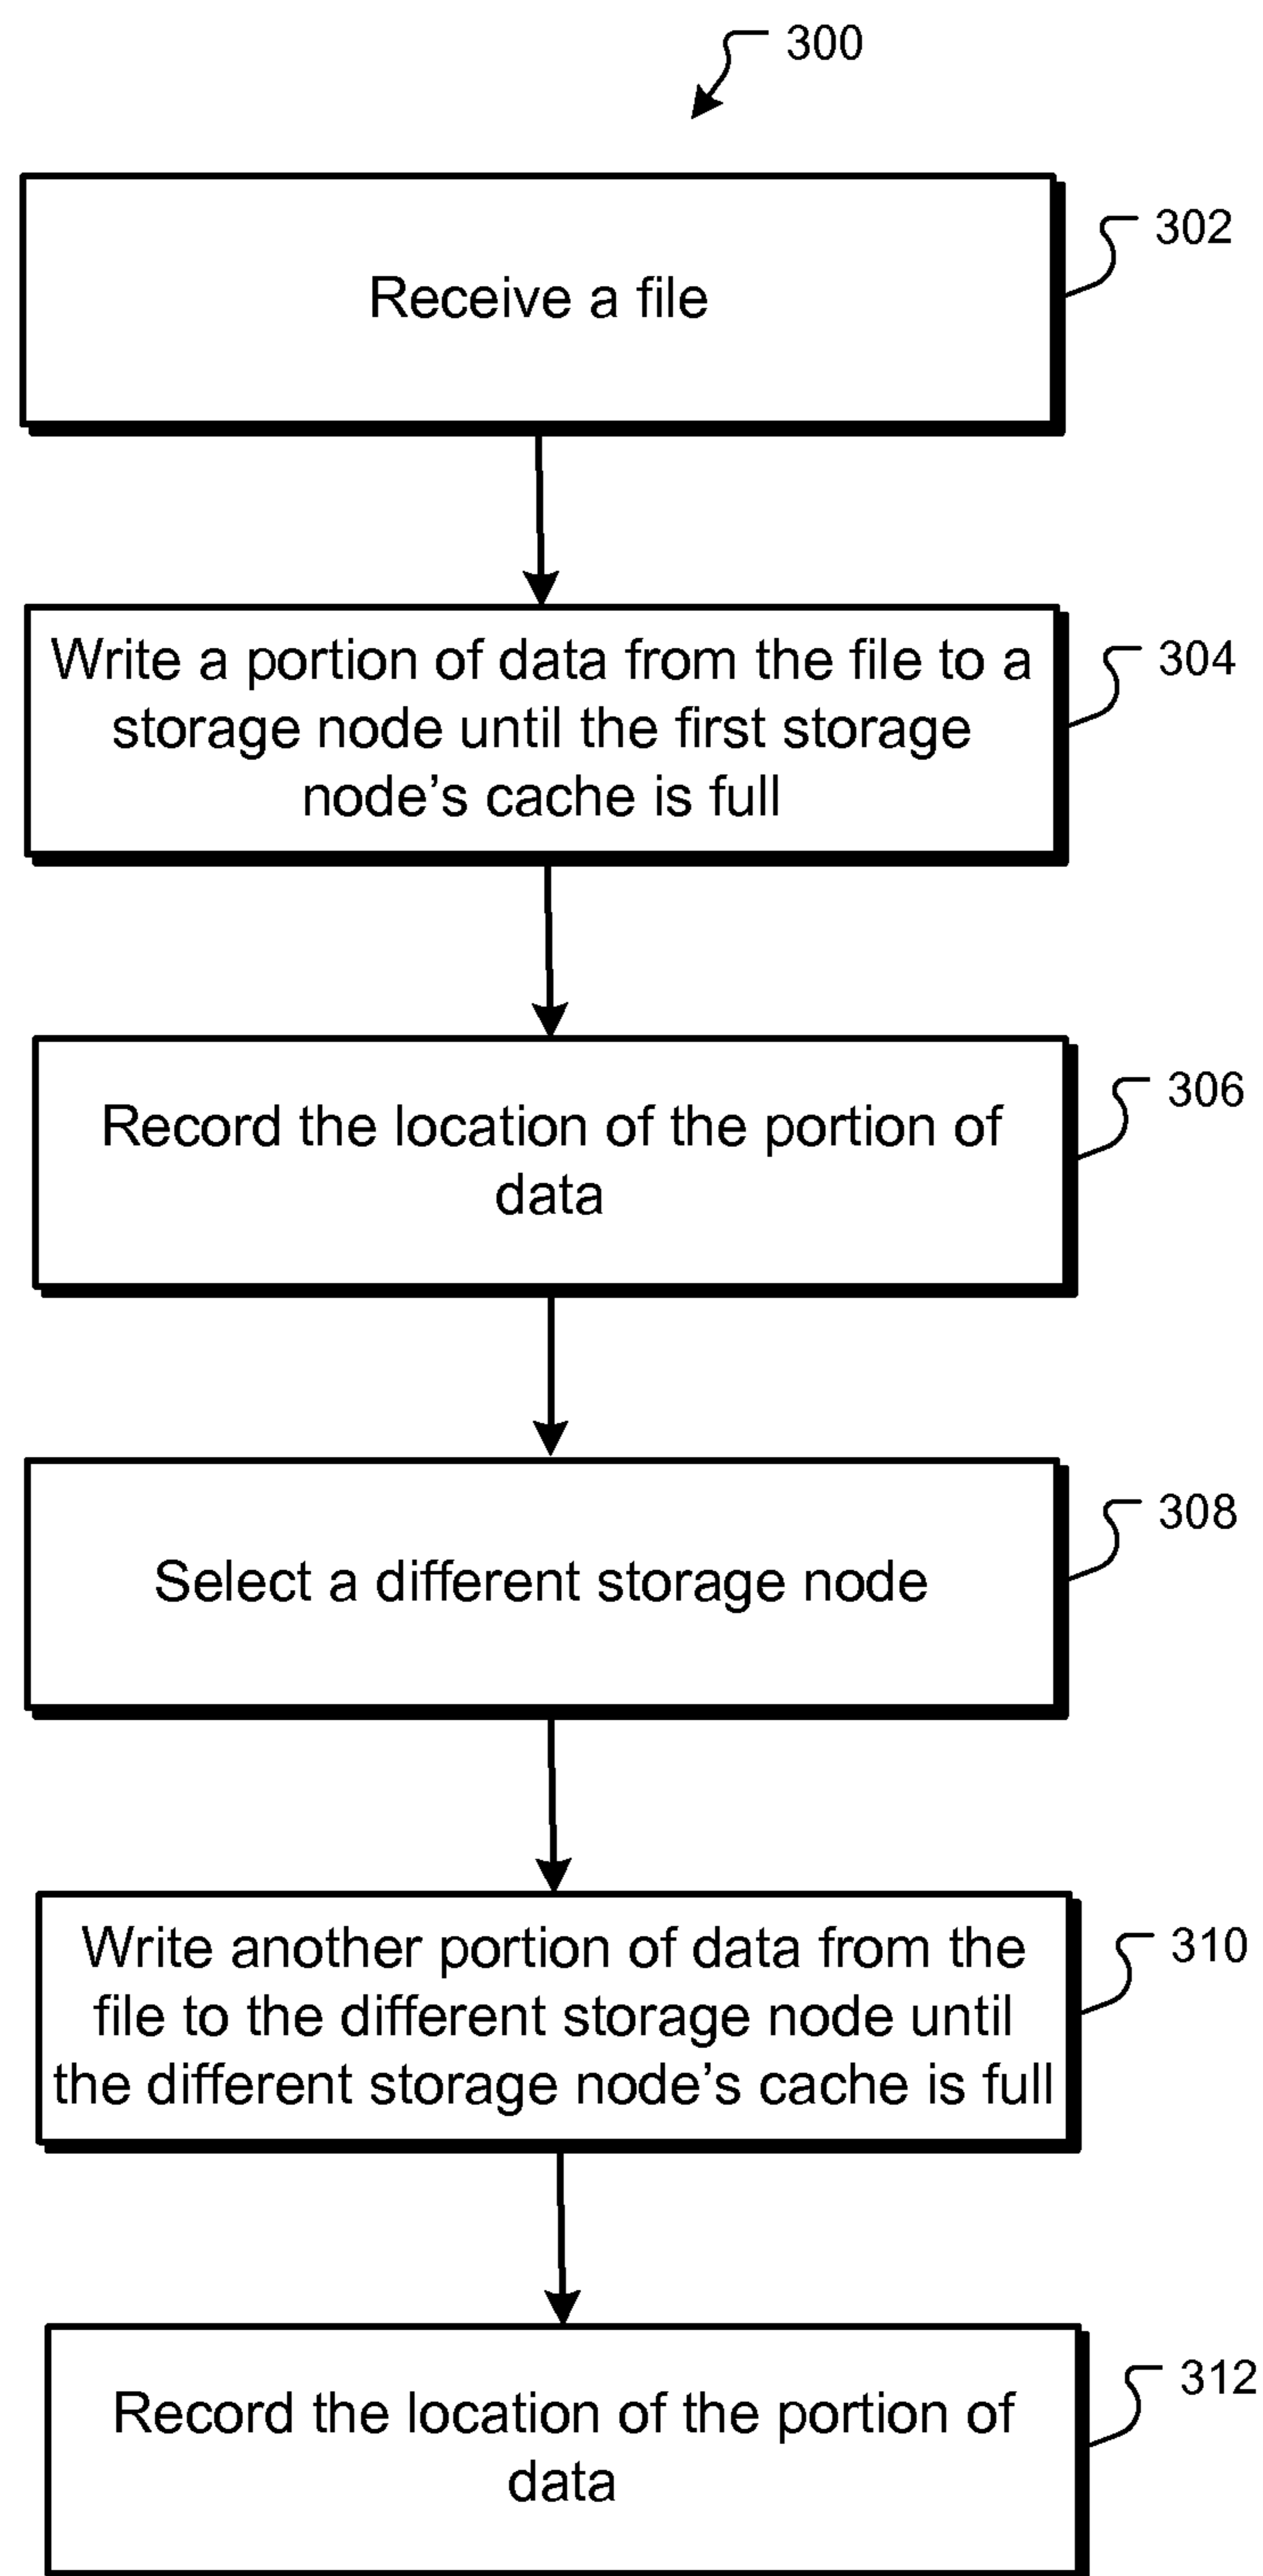 300
302
Receive a file
304
Write a portion of data from the file to a
storage node until the first storage
node’s cache is full
306
Record the location of the portion of
data
308
Select a different storage node
310
Write another portion of data from the
file to the different storage node until
the different storage node’s cache is full
312
Record the location of the portion of
data